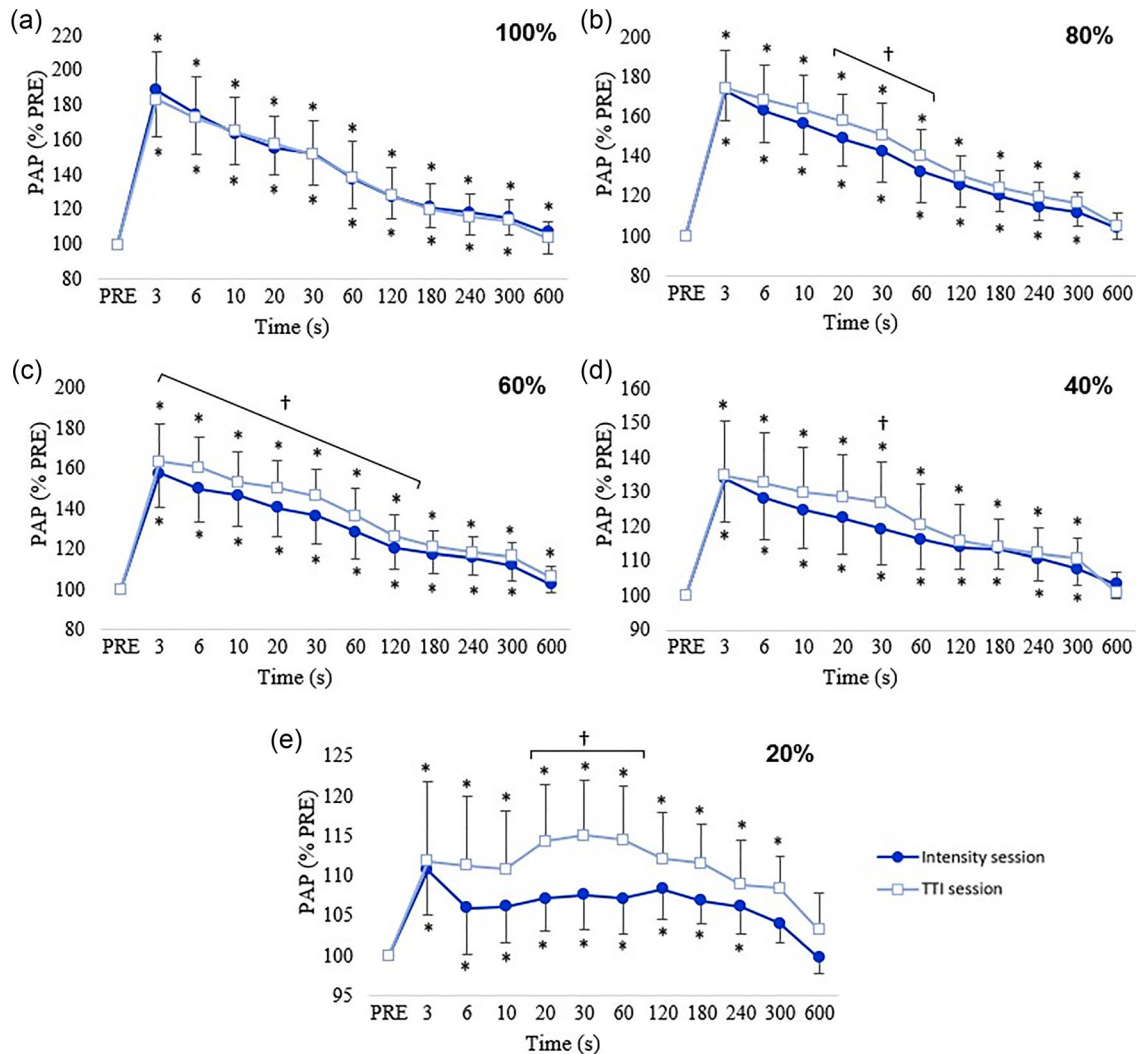 (a)
100%
PAP (% PRE)
220
200
180
160
140
120
100
80
* * * * * * * * * * *
* * * * * * * * * *
PRE 3 6 10 20 30 60 120 180 240 300 600
Time (s)
(b)
80%
PAP (% PRE)
200
180
160
140
120
100
80
†
* * * * * * * * * *
* * * * * * * * * *
PRE 3 6 10 20 30 60 120 180 240 300 600
Time (s)
(c)
60%
PAP (% PRE)
200
180
160
140
120
100
80
†
* * * * * * * * * * *
* * * * * * * * * *
PRE 3 6 10 20 30 60 120 180 240 300 600
Time (s)
(d)
40%
PAP (% PRE)
160
150
140
130
120
110
100
90
†
* * * * * * * * * *
* * * * * * * * * *
PRE 3 6 10 20 30 60 120 180 240 300 600
Time (s)
(e)
20%
PAP (% PRE)
125
120
115
110
105
100
95
†
* * * * * * * * * *
* * * * * * * * *
PRE 3 6 10 20 30 60 120 180 240 300 600
Time (s)
Intensity session
TTI session